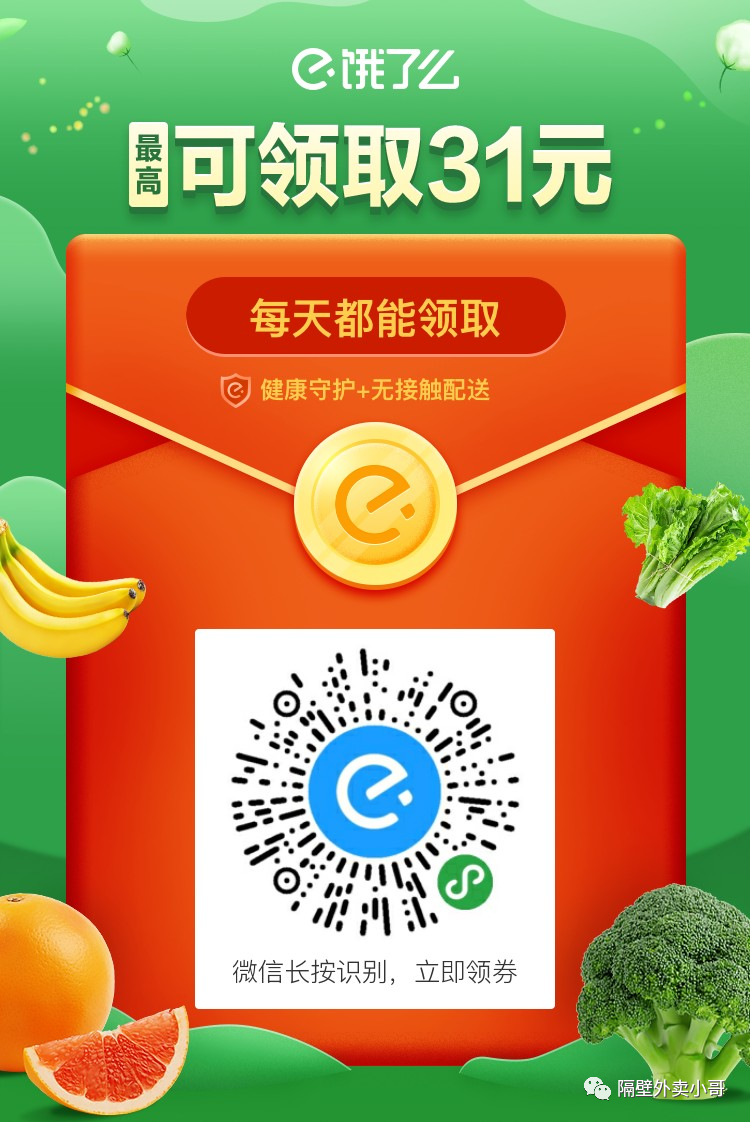 饿了么
最高
可领取31元
每天都能领取
健康守护+无接触配送
微信长按识别，立即领券
隔壁外卖小哥